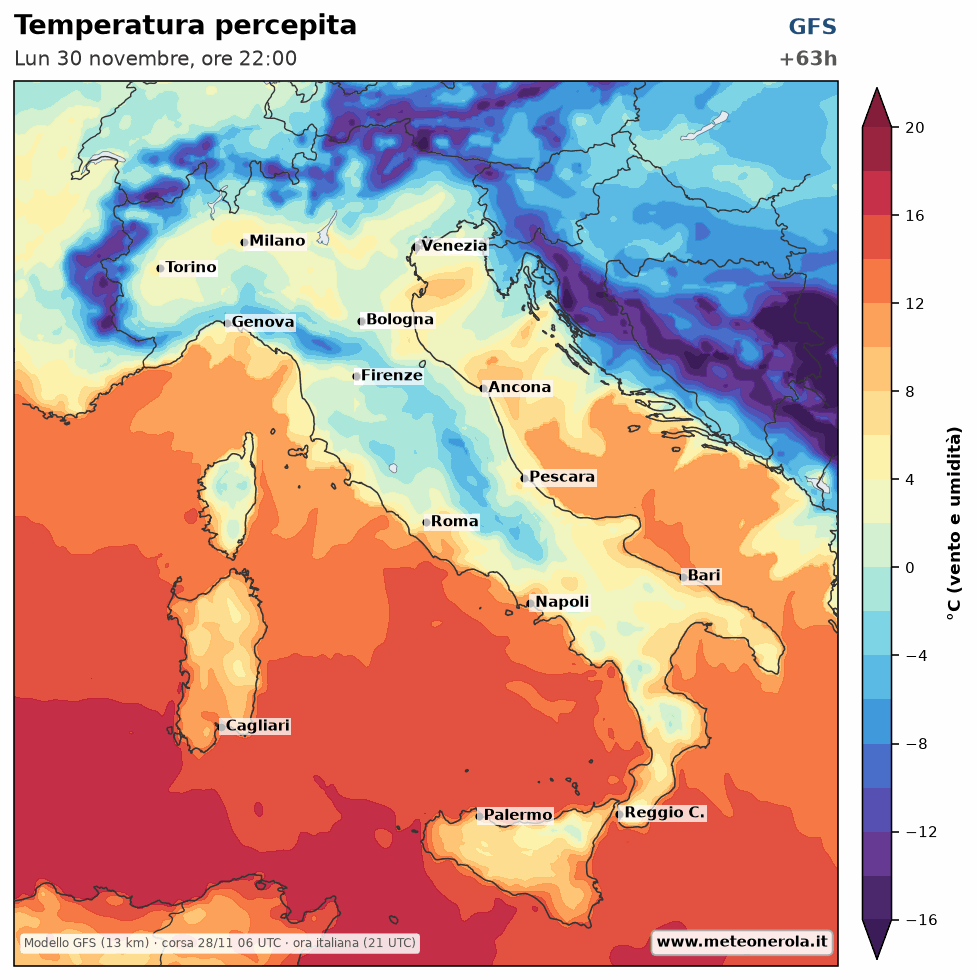 Temperatura percepita
GFS
Lun 30 novembre, ore 22:00
+63h
Milano
Venezia
Torino
Genova
Bologna
Firenze
Ancona
Pescara
Roma
Bari
Napoli
Cagliari
Palermo
Reggio C.
20
16
12
8
4
0
−4
−8
−12
−16
°C (vento e umidità)
Modello GFS (13 km) · corsa 28/11 06 UTC · ora italiana (21 UTC)
www.meteonerola.it